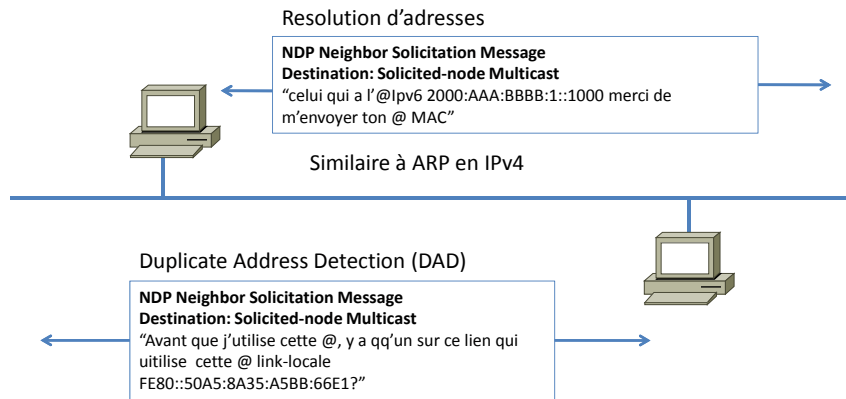 Resolution d’adresses
NDP Neighbor Solicitation Message
Destination: Solicited-node Multicast
“celui qui a l’@Ipv6 2000:AAA:BBBB:1::1000 merci de
m’envoyer ton @ MAC”
Similaire à ARP en IPv4
Duplicate Address Detection (DAD)
NDP Neighbor Solicitation Message
Destination: Solicited-node Multicast
“Avant que j’utilise cette @, y a qq’un sur ce lien qui
uitilise cette @ link-locale
FE80::50A5:8A35:A5BB:66E1?”